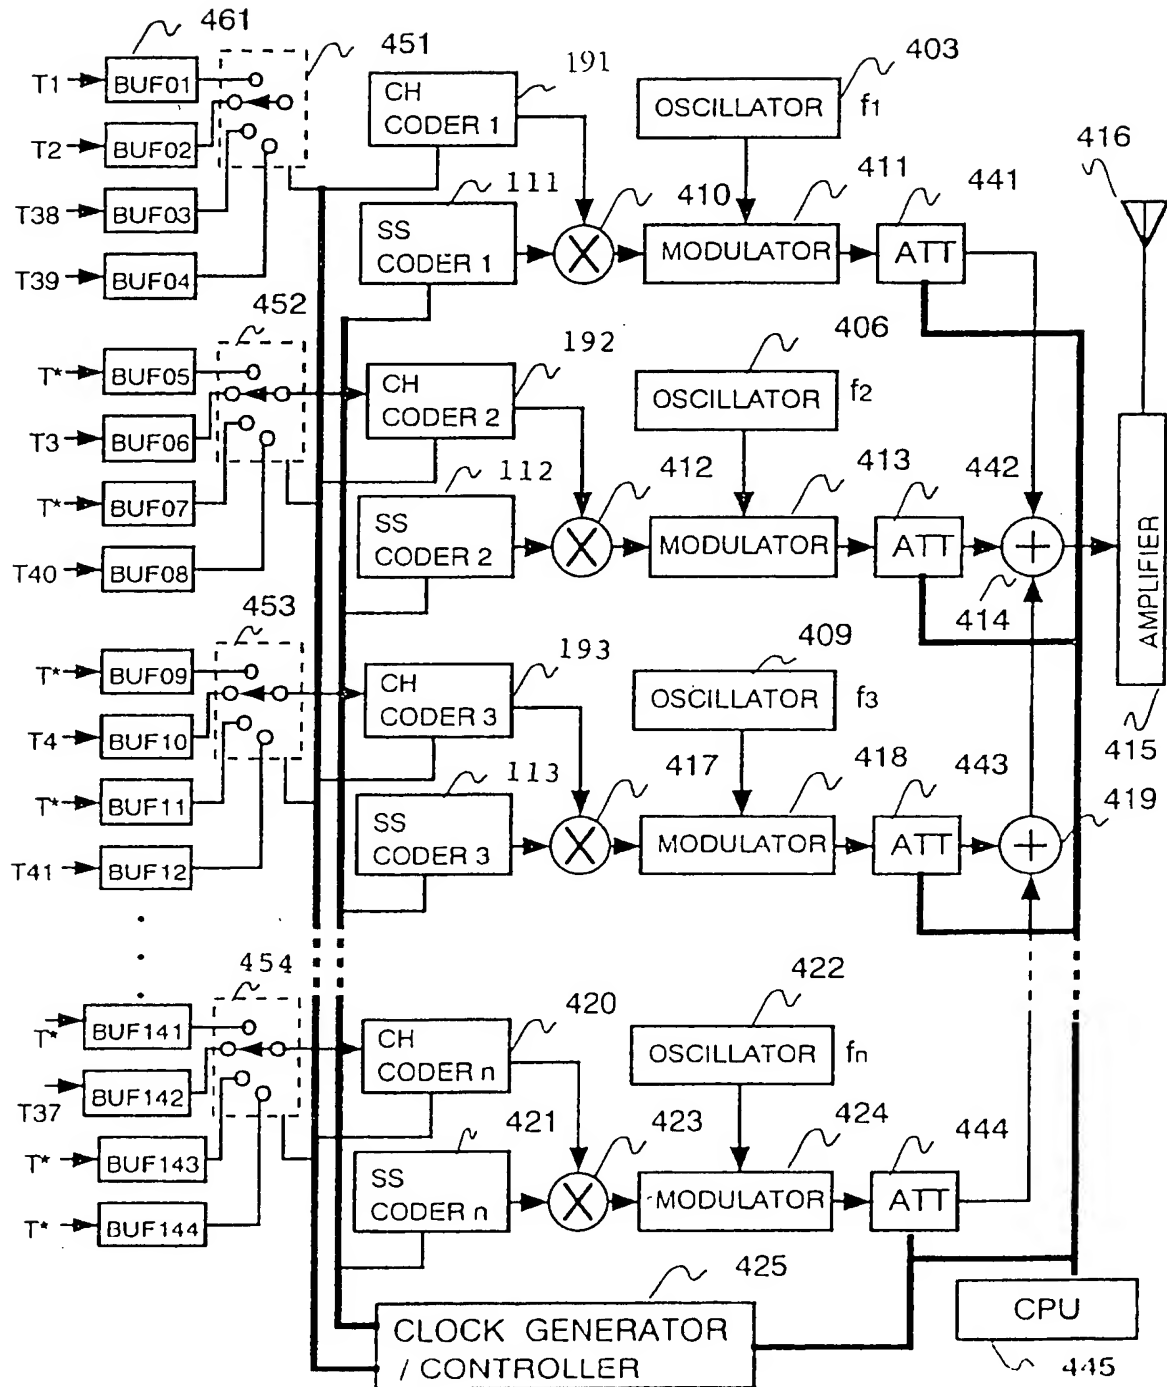 461
451
T1
BUF01
T2
BUF02
T38
BUF03
T39
BUF04
CH
CODER 1
191
OSCILLATOR
f1
403
SS
CODER 1
111
410
MODULATOR
411
ATT
441
416
452
T*
BUF05
T3
BUF06
T*
BUF07
T40
BUF08
CH
CODER 2
192
OSCILLATOR
f2
406
SS
CODER 2
112
412
MODULATOR
413
ATT
442
414
AMPLIFIER
415
453
T*
BUF09
T4
BUF10
T*
BUF11
T41
BUF12
CH
CODER 3
193
OSCILLATOR
f3
409
SS
CODER 3
113
417
MODULATOR
418
ATT
443
419
454
T*
BUF141
T37
BUF142
T*
BUF143
T*
BUF144
CH
CODER n
420
OSCILLATOR
fn
422
SS
CODER n
421
423
MODULATOR
424
ATT
444
CLOCK GENERATOR
/ CONTROLLER
425
CPU
445